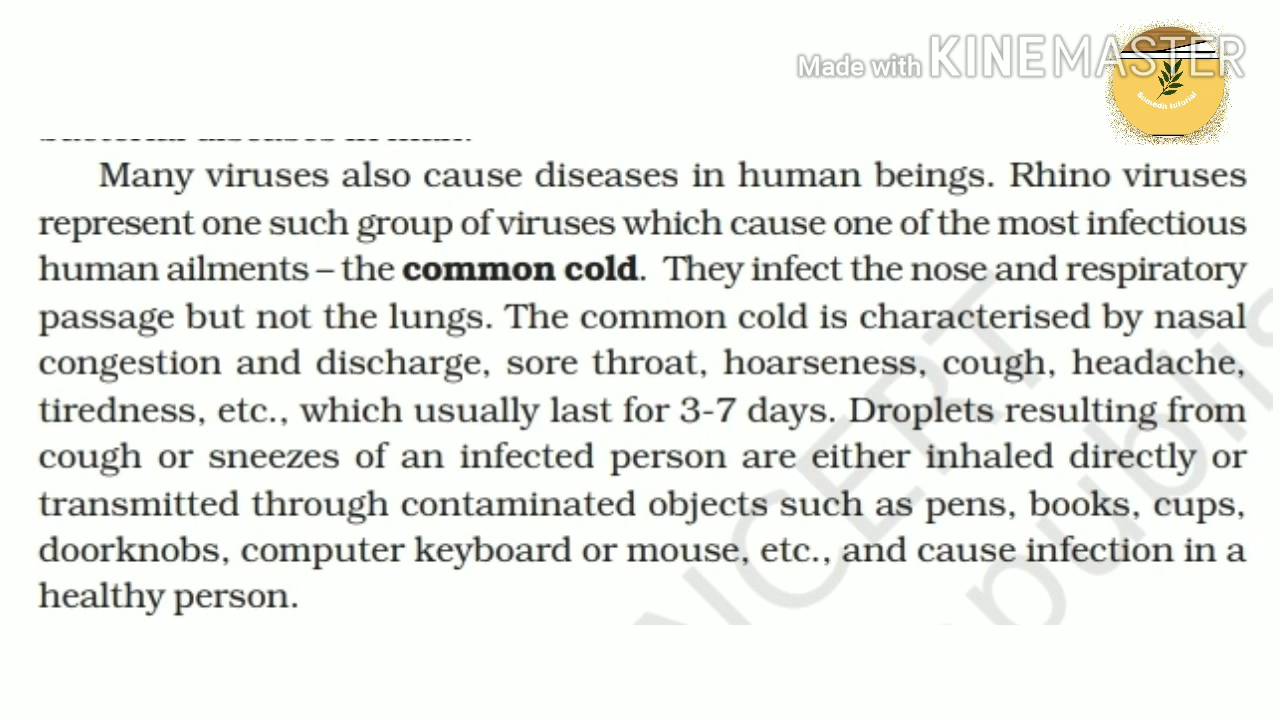 Made with KINEMASTER
Many viruses also cause diseases in human beings. Rhino viruses
represent one such group of viruses which cause one of the most infectious
human ailments – the common cold. They infect the nose and respiratory
passage but not the lungs. The common cold is characterised by nasal
congestion and discharge, sore throat, hoarseness, cough, headache,
tiredness, etc., which usually last for 3-7 days. Droplets resulting from
cough or sneezes of an infected person are either inhaled directly or
transmitted through contaminated objects such as pens, books, cups,
doorknobs, computer keyboard or mouse, etc., and cause infection in a
healthy person.
NCERT